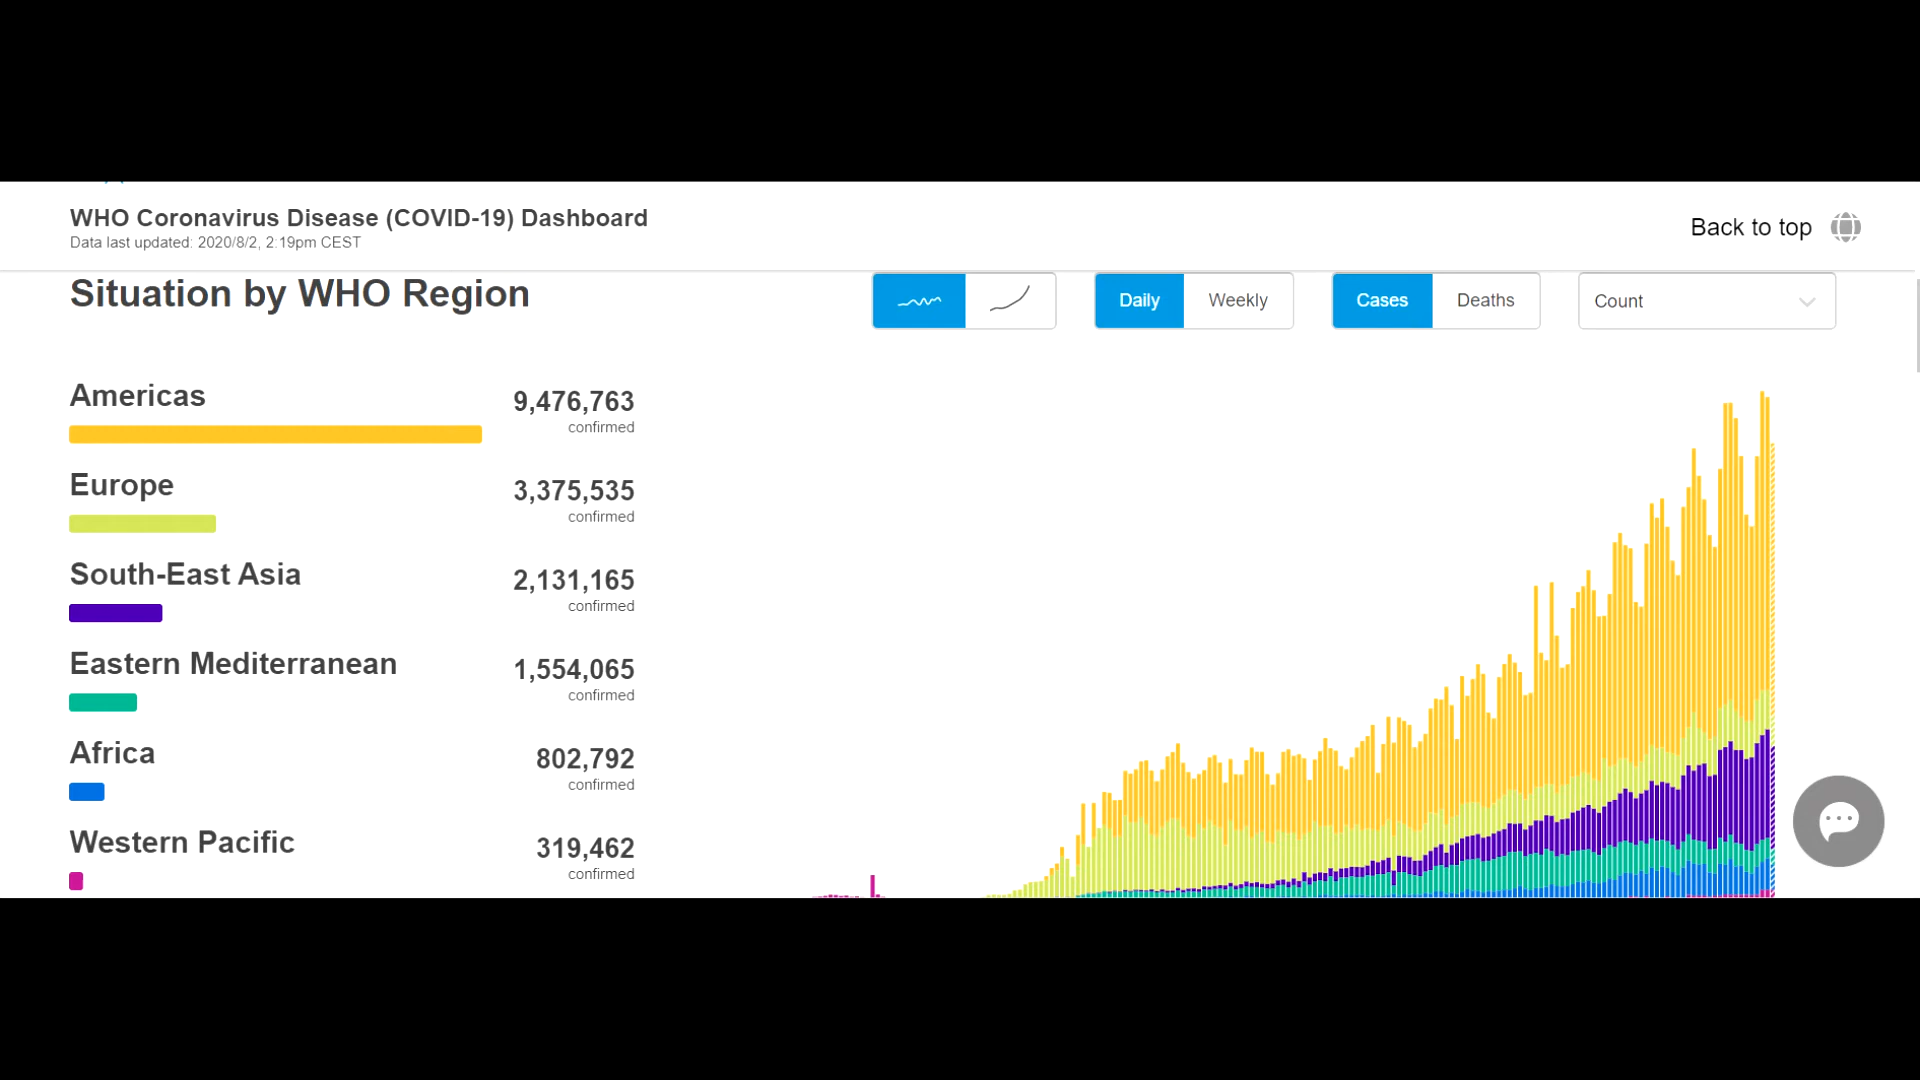 WHO Coronavirus Disease (COVID-19) Dashboard
Data last updated: 2020/8/2, 2:19pm CEST
Back to top
Situation by WHO Region
Daily
Weekly
Cases
Deaths
Count
Americas
9,476,763
confirmed
Europe
3,375,535
confirmed
South-East Asia
2,131,165
confirmed
Eastern Mediterranean
1,554,065
confirmed
Africa
802,792
confirmed
Western Pacific
319,462
confirmed